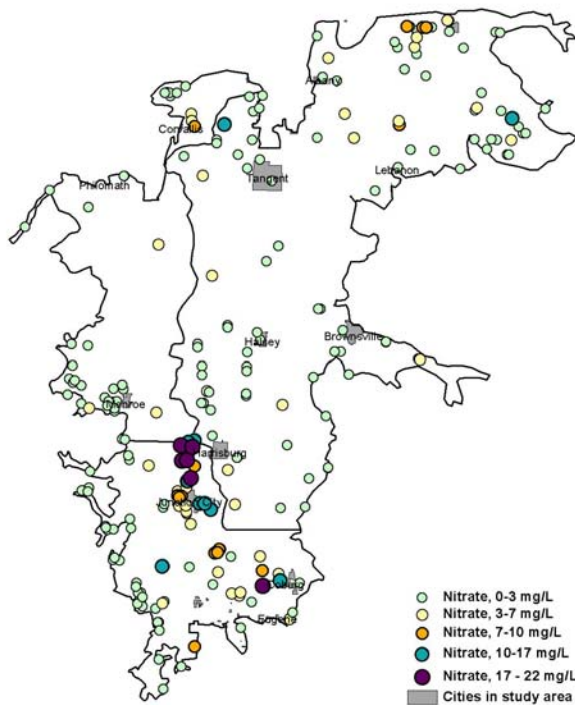 Albany
Corvallis
Tangent
Lebanon
Philomath
Halsey
Brownsville
Monroe
Harrisburg
Junction City
Coburg
Eugene
Nitrate, 0-3 mg/L
Nitrate, 3-7 mg/L
Nitrate, 7-10 mg/L
Nitrate, 10-17 mg/L
Nitrate, 17 - 22 mg/L
Cities in study area